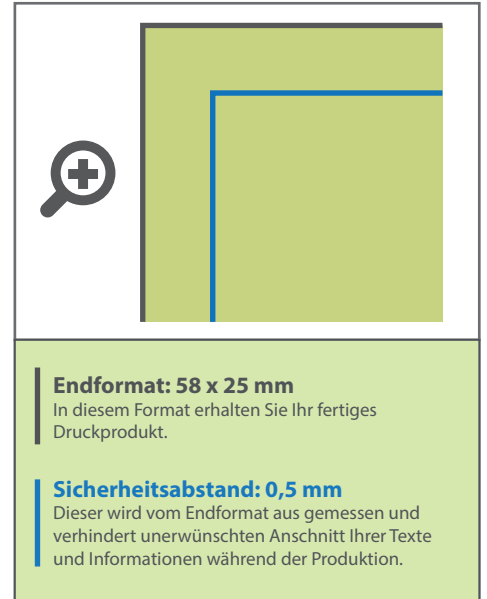 Endformat: 58 x 25 mm
In diesem Format erhalten Sie Ihr fertiges
Druckprodukt.
Sicherheitsabstand: 0,5 mm
Dieser wird vom Endformat aus gemessen und
verhindert unerwünschten Anschnitt Ihrer Texte
und Informationen während der Produktion.